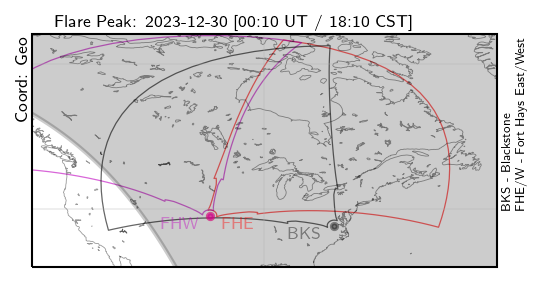 Flare Peak: 2023-12-30 [00:10 UT / 18:10 CST]
Coord: Geo
FHW
FHE
BKS
BKS - Blackstone
FHE/W - Fort Hays East/West